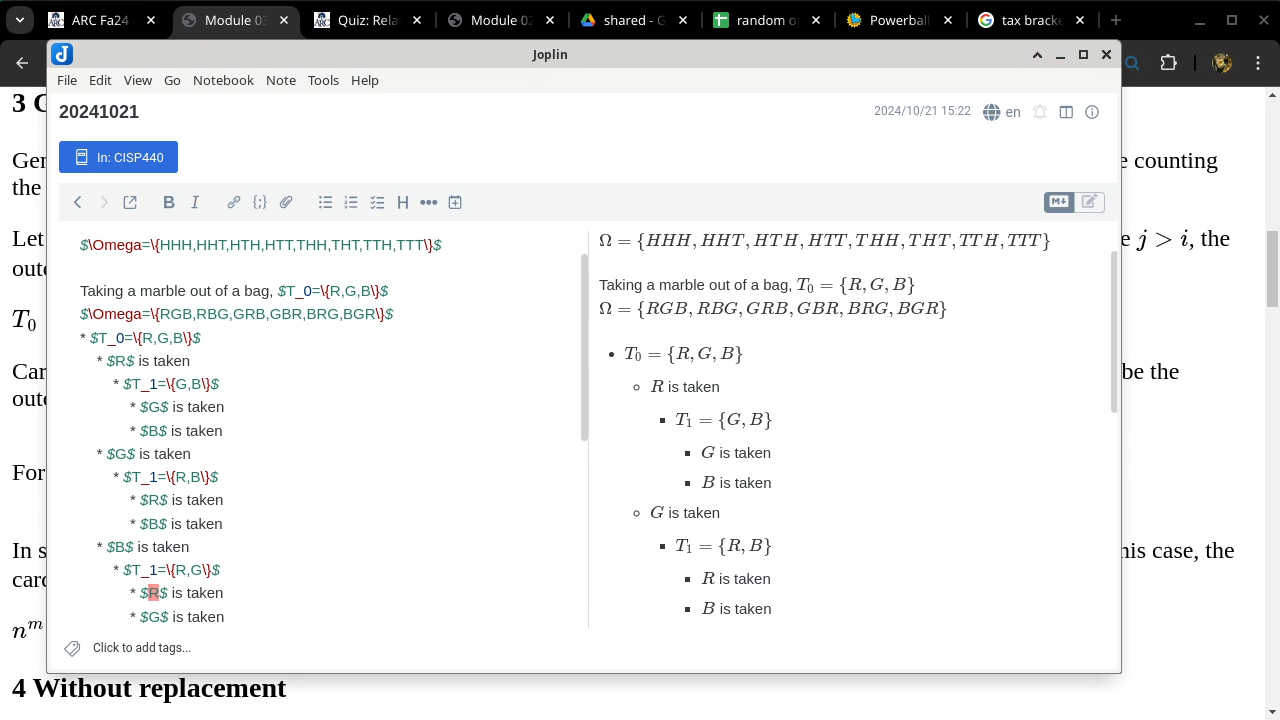 ARC Fa24
Module 03
Quiz: Rela
Module 02
shared - G
random o
Powerball
tax bracke
Joplin
File Edit View Go Notebook Note Tools Help
20241021
2024/10/21 15:22
en
In: CISP440
$\Omega=\{HHH,HHT,HTH,HTT,THH,THT,TTH,TTT\}$
Taking a marble out of a bag, $T_0=\{R,G,B\}$
$\Omega=\{RGB,RBG,GRB,GBR,BRG,BGR\}$
* $T_0=\{R,G,B\}$
* $R$ is taken
* $T_1=\{G,B\}$
* $G$ is taken
* $B$ is taken
* $G$ is taken
* $T_1=\{R,B\}$
* $R$ is taken
* $B$ is taken
* $B$ is taken
* $T_1=\{R,G\}$
* $R$ is taken
* $G$ is taken
Ω = {HHH, HHT, HTH, HTT, THH, THT, TTH, TTT}
Taking a marble out of a bag, T₀ = {R, G, B}
Ω = {RGB, RBG, GRB, GBR, BRG, BGR}
• T₀ = {R, G, B}
◦ R is taken
▪ T₁ = {G, B}
▪ G is taken
▪ B is taken
◦ G is taken
▪ T₁ = {R, B}
▪ R is taken
▪ B is taken
Click to add tags...
3 G
Gen
e counting
the
Let
e j > i, the
outc
T₀
Car
be the
outc
For
In s
his case, the
card
nᵐ
4 Without replacement